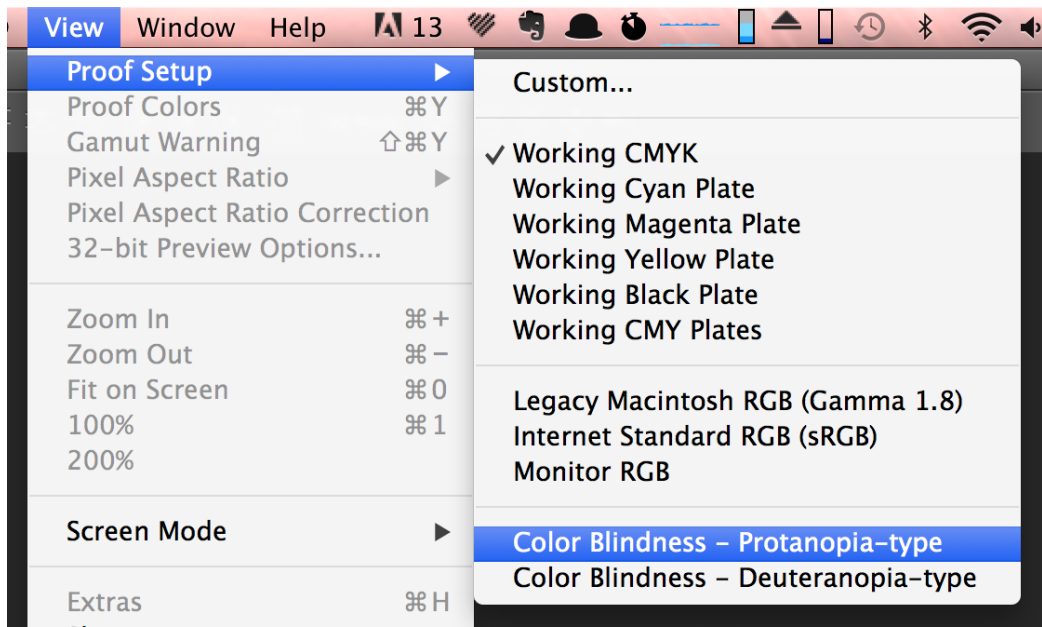 View Window Help 13
Proof Setup
Proof Colors ⌘Y
Gamut Warning ⇧⌘Y
Pixel Aspect Ratio
Pixel Aspect Ratio Correction
32-bit Preview Options...
Zoom In ⌘+
Zoom Out ⌘−
Fit on Screen ⌘0
100% ⌘1
200%
Screen Mode
Extras ⌘H
Custom...
✓ Working CMYK
Working Cyan Plate
Working Magenta Plate
Working Yellow Plate
Working Black Plate
Working CMY Plates
Legacy Macintosh RGB (Gamma 1.8)
Internet Standard RGB (sRGB)
Monitor RGB
Color Blindness – Protanopia-type
Color Blindness – Deuteranopia-type